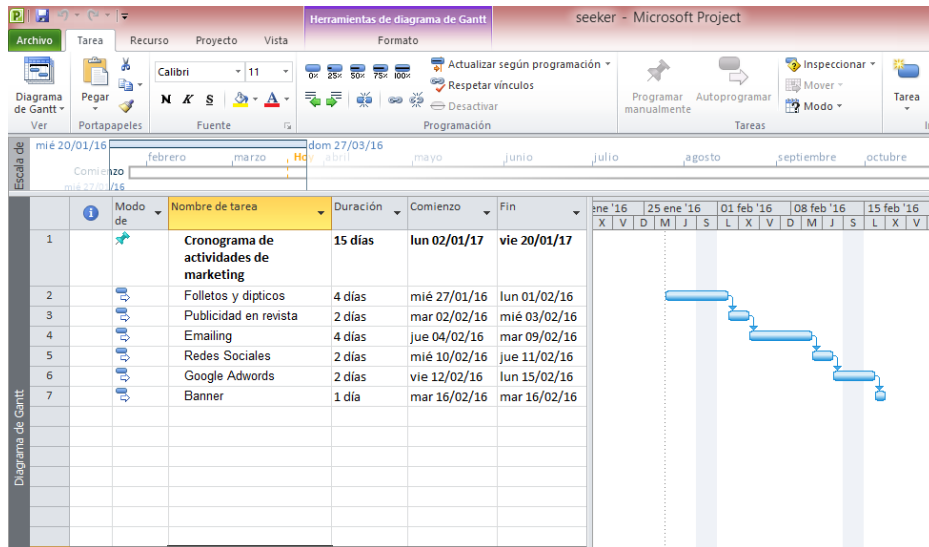 Herramientas de diagrama de Gantt
seeker - Microsoft Project
Archivo Tarea Recurso Proyecto Vista Formato
Diagrama de Gantt
Ver
Pegar
Portapapeles
Calibri 11
N K S A
Fuente
0× 25× 50× 75× 100×
Actualizar según programación
Respetar vínculos
Desactivar
Programación
Programar manualmente
Autoprogramar
Inspeccionar
Mover
Modo
Tareas
Tarea
Escala de
mié 20/01/16 dom 27/03/16
febrero marzo Hoy abril mayo junio julio agosto septiembre octubre
Comienzo
mié 27/01/16
Modo de Nombre de tarea Duración Comienzo Fin
ene '16 25 ene '16 01 feb '16 08 feb '16 15 feb '16
X V D M J S L X V D M J S L X V
1 Cronograma de actividades de marketing 15 días lun 02/01/17 vie 20/01/17
2 Folletos y dipticos 4 días mié 27/01/16 lun 01/02/16
3 Publicidad en revista 2 días mar 02/02/16 mié 03/02/16
4 Emailing 4 días jue 04/02/16 mar 09/02/16
5 Redes Sociales 2 días mié 10/02/16 jue 11/02/16
6 Google Adwords 2 días vie 12/02/16 lun 15/02/16
7 Banner 1 día mar 16/02/16 mar 16/02/16
Diagrama de Gantt